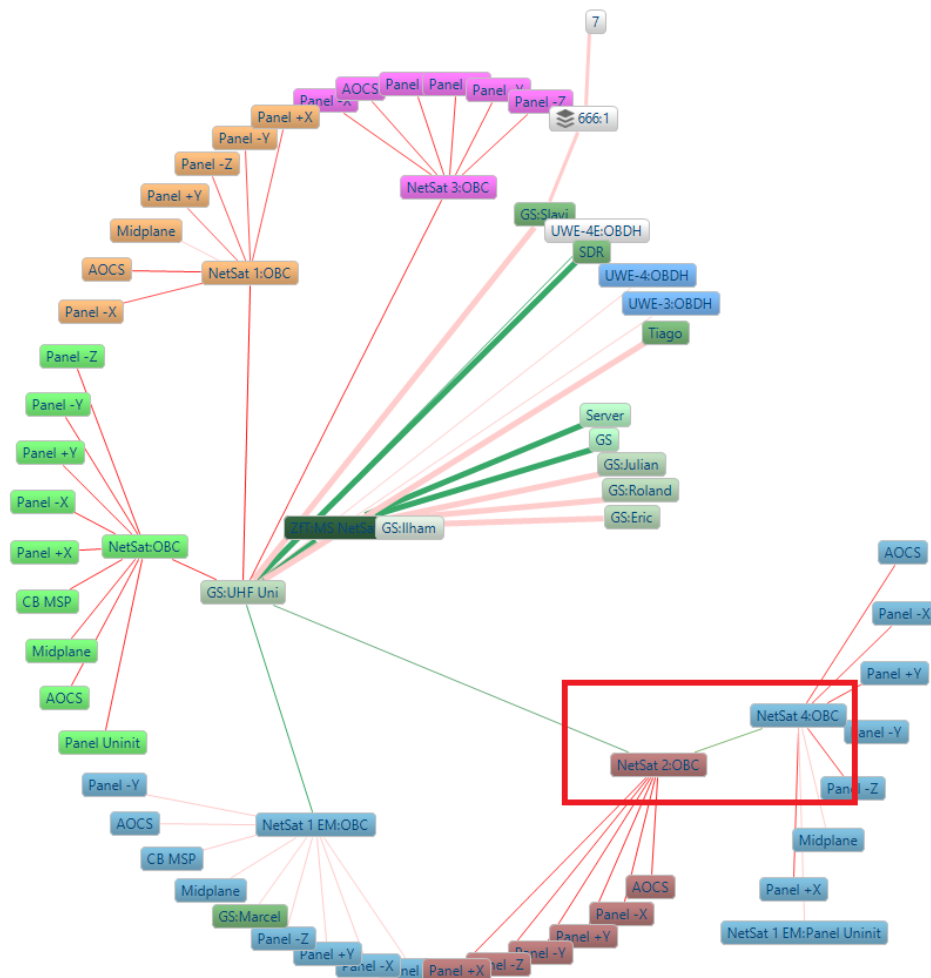 7
AOCS
Panel
Panel
Panel -Y
Panel -X
Panel -Z
Panel +X
666:1
Panel -Y
Panel -Z
NetSat 3:OBC
Panel +Y
GS:Slavi
Midplane
UWE-4E:OBDH
SDR
AOCS
NetSat 1:OBC
UWE-4:OBDH
Panel -X
UWE-3:OBDH
Tiago
Panel -Z
Panel -Y
Server
GS
Panel +Y
GS:Julian
GS:Roland
Panel -X
GS:Eric
ZfT:MS NetSa
GS:Ilham
NetSat:OBC
Panel +X
AOCS
GS:UHF Uni
CB MSP
Panel -X
Midplane
Panel +Y
AOCS
NetSat 4:OBC
Panel -Y
Panel Uninit
NetSat 2:OBC
Panel -Y
Panel -Z
AOCS
NetSat 1 EM:OBC
Midplane
CB MSP
Midplane
AOCS
Panel +X
GS:Marcel
Panel -X
Panel -Z
Panel +Y
NetSat 1 EM:Panel Uninit
Panel +Y
Panel -Y
Panel -X
Panel -Z
Panel +X